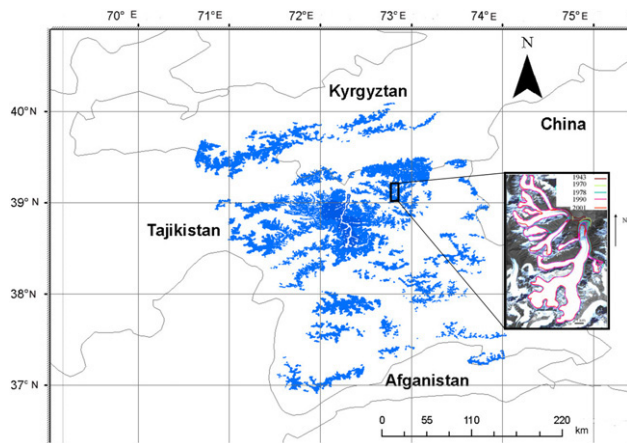 70° E 71° E 72° E 73° E 74° E 75° E
N
Kyrgyztan
40° N
China
39° N
1943
1970
1978
1990
2001
N
Tajikistan
38° N
37° N
Afganistan
0 55 110 220
km